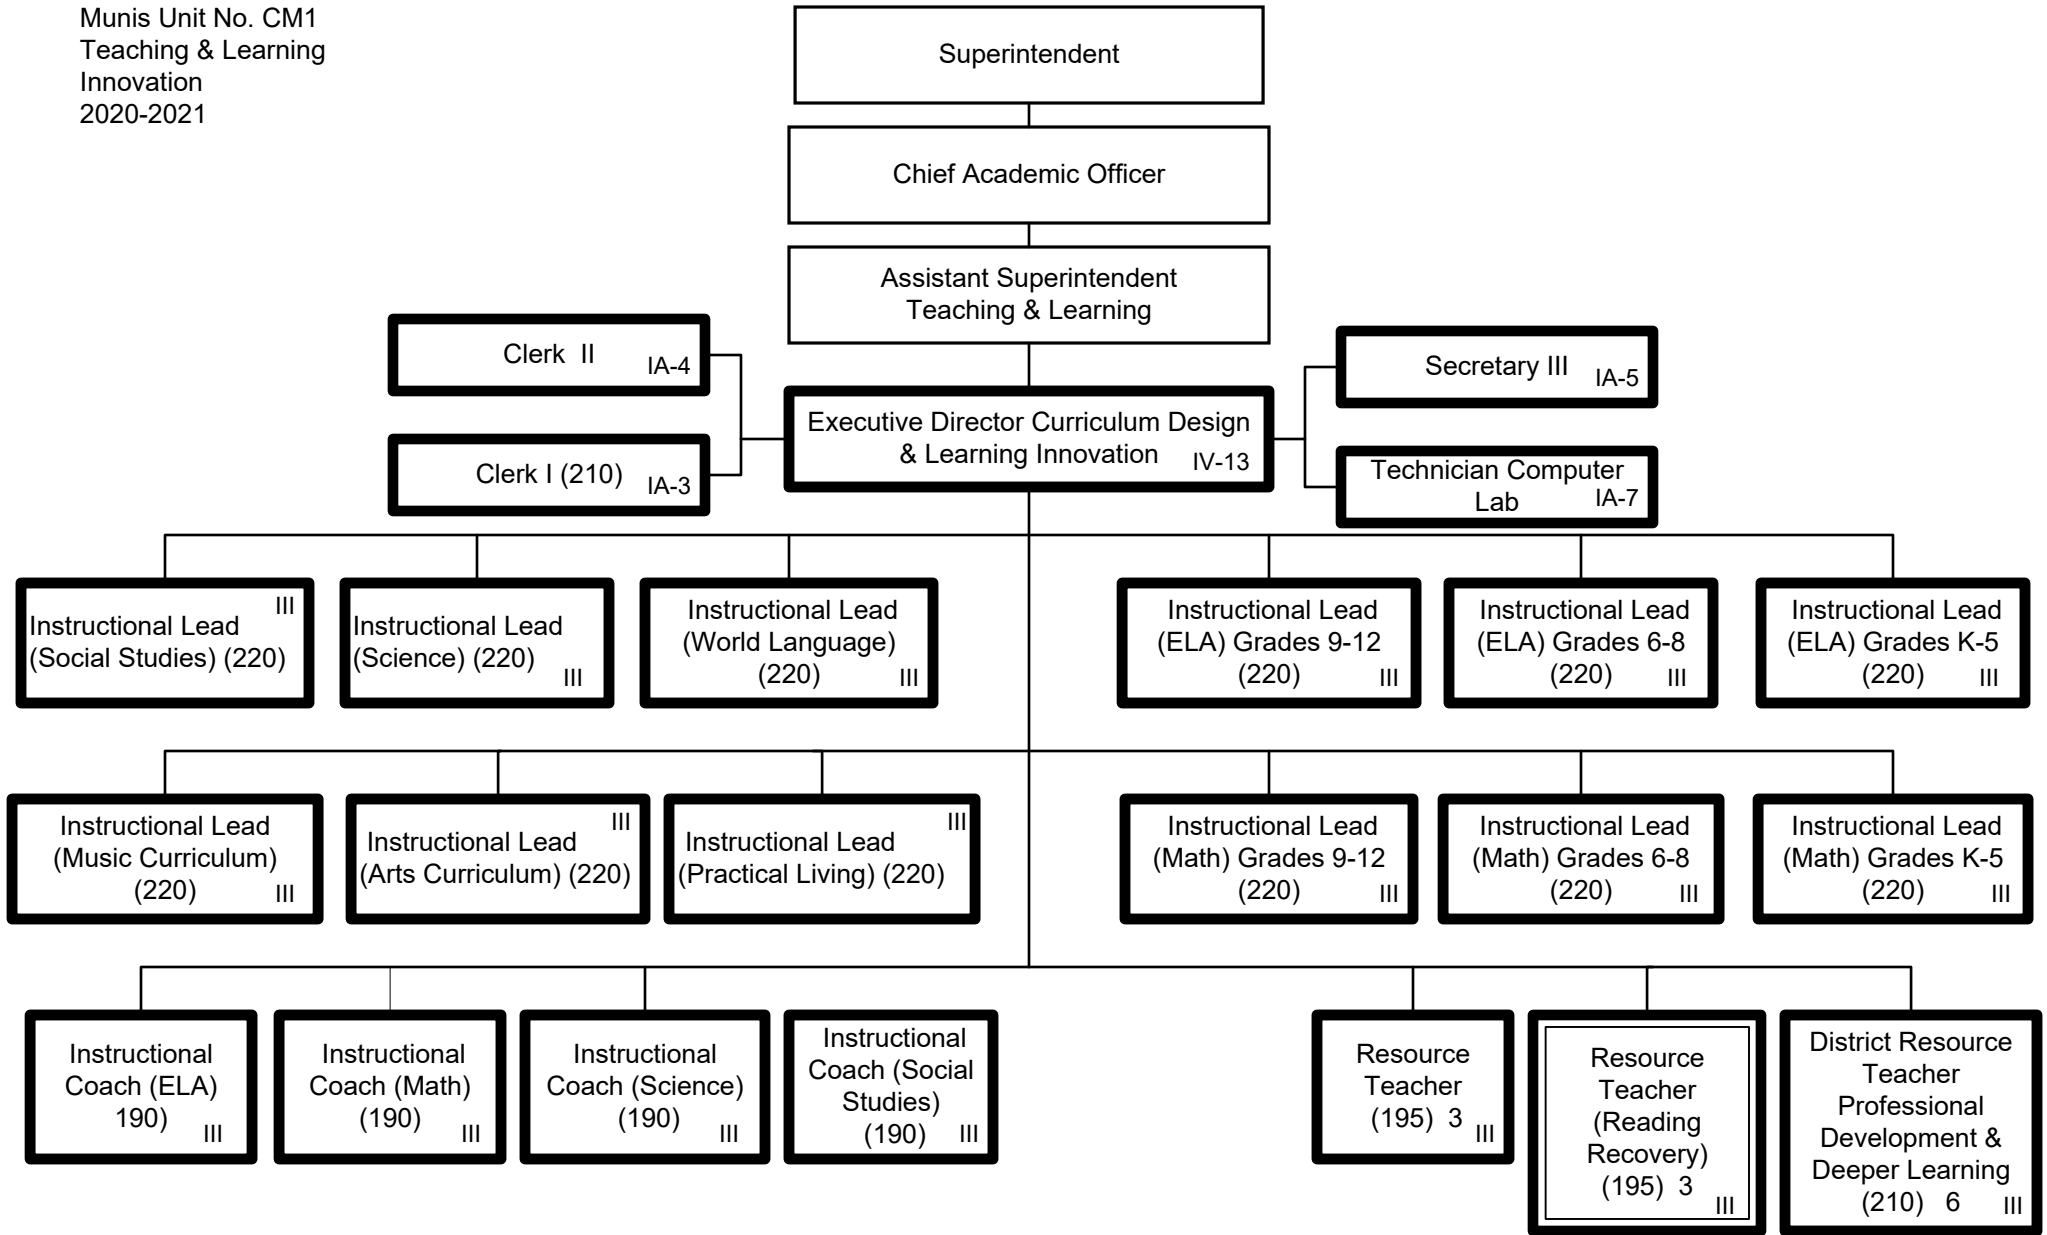 Munis Unit No. CM1
Teaching & Learning
Innovation
2020-2021
Superintendent
Chief Academic Officer
Assistant Superintendent
Teaching & Learning
Clerk  II
IA-4
Clerk I (210)
IA-3
Executive Director Curriculum Design
& Learning Innovation
IV-13
Secretary III
IA-5
Technician Computer
Lab
IA-7
III
Instructional Lead
(Social Studies) (220)
Instructional Lead
(Science) (220)
III
Instructional Lead
(World Language)
(220)
III
Instructional Lead
(ELA) Grades 9-12
(220)
III
Instructional Lead
(ELA) Grades 6-8
(220)
III
Instructional Lead
(ELA) Grades K-5
(220)
III
Instructional Lead
(Music Curriculum)
(220)
III
III
Instructional Lead
(Arts Curriculum) (220)
III
Instructional Lead
(Practical Living) (220)
Instructional Lead
(Math) Grades 9-12
(220)
III
Instructional Lead
(Math) Grades 6-8
(220)
III
Instructional Lead
(Math) Grades K-5
(220)
III
Instructional
Coach (ELA)
190)
III
Instructional
Coach (Math)
(190)
III
Instructional
Coach (Science)
(190)
III
Instructional
Coach (Social
Studies)
(190)
III
Resource
Teacher
(195)  3
III
Resource
Teacher
(Reading
Recovery)
(195)  3
III
District Resource
Teacher
Professional
Development &
Deeper Learning
(210)   6
III